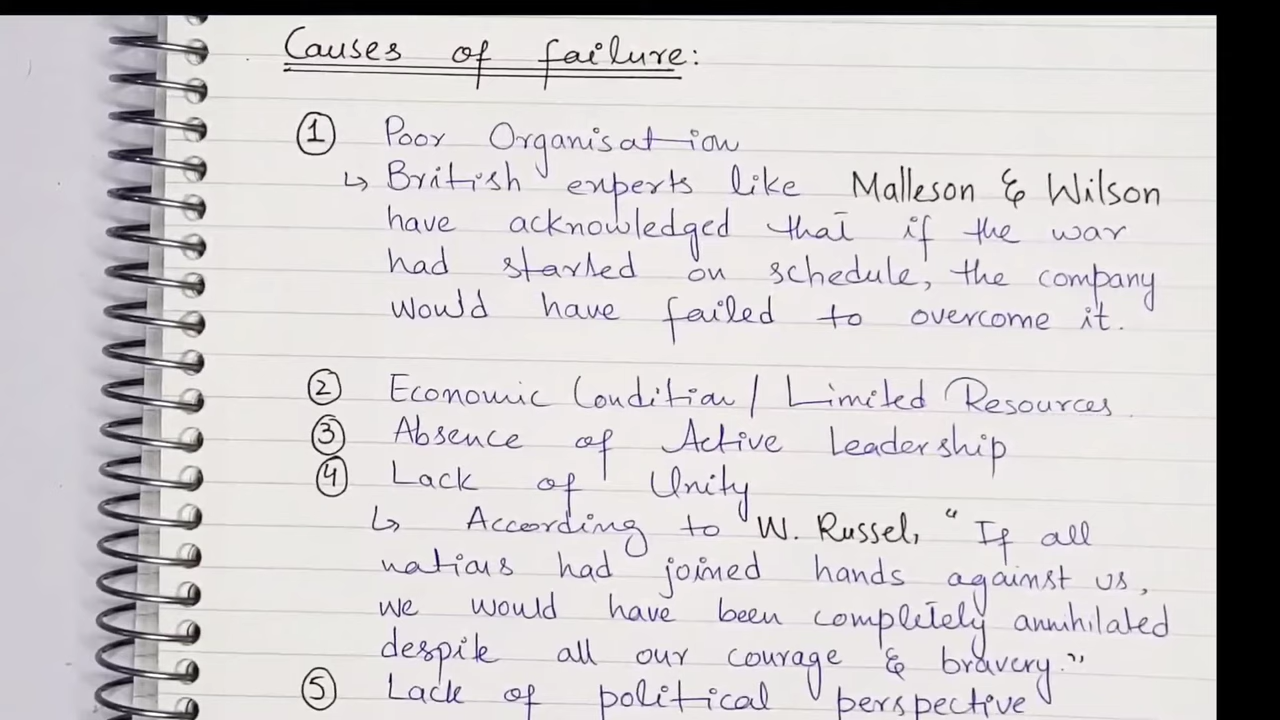 Causes of failure:
① Poor Organisation
↳ British experts like Malleson & Wilson
have acknowledged that if the war
had started on schedule, the company
would have failed to overcome it.
② Economic Condition / Limited Resources.
③ Absence of Active Leadership
④ Lack of Unity
↳ According to W. Russel, "If all
nations had joined hands against us,
we would have been completely annihilated
despite all our courage & bravery."
⑤ Lack of political perspective